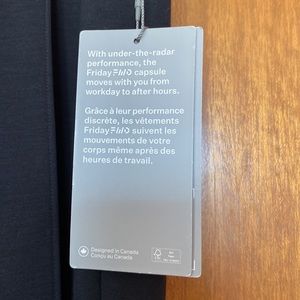 With under-the-radar
performance, the
Friday capsule
moves with you from
workday to after hours.
Grâce à leur performance
discrète, les vêtements
Friday suivent les
mouvements de votre
corps même après des
heures de travail.
Designed in Canada
Conçu au Canada